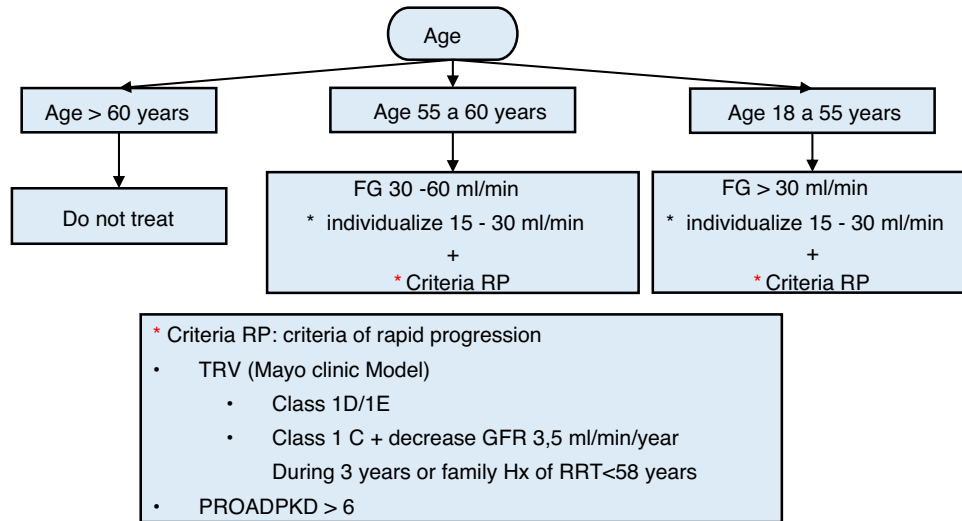 Age
Age > 60 years
Age 55 a 60 years
Age 18 a 55 years
Do not treat
FG 30 -60 ml/min
* individualize 15 - 30 ml/min
+
* Criteria RP
FG > 30 ml/min
* individualize 15 - 30 ml/min
+
* Criteria RP
* Criteria RP: criteria of rapid progression
• TRV (Mayo clinic Model)
• Class 1D/1E
• Class 1 C + decrease GFR 3,5 ml/min/year
During 3 years or family Hx of RRT<58 years
• PROADPKD > 6